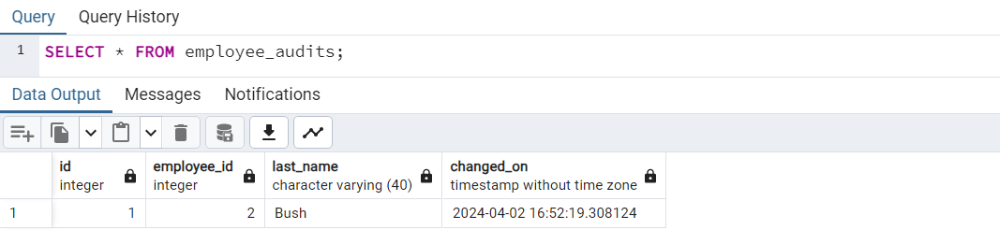 Query Query History
1 SELECT * FROM employee_audits;
Data Output Messages Notifications
id employee_id last_name changed_on
integer integer character varying (40) timestamp without time zone
1 1 2 Bush 2024-04-02 16:52:19.308124